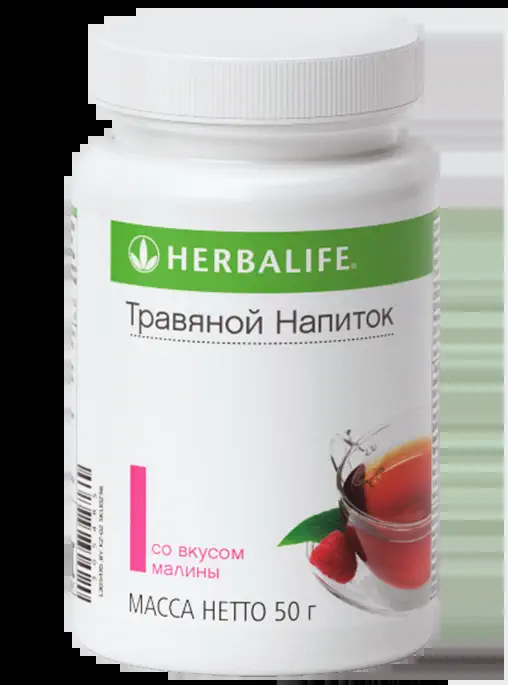 HERBALIFE®
Травяной Напиток
со вкусом
малины
МАССА НЕТТО 50 г